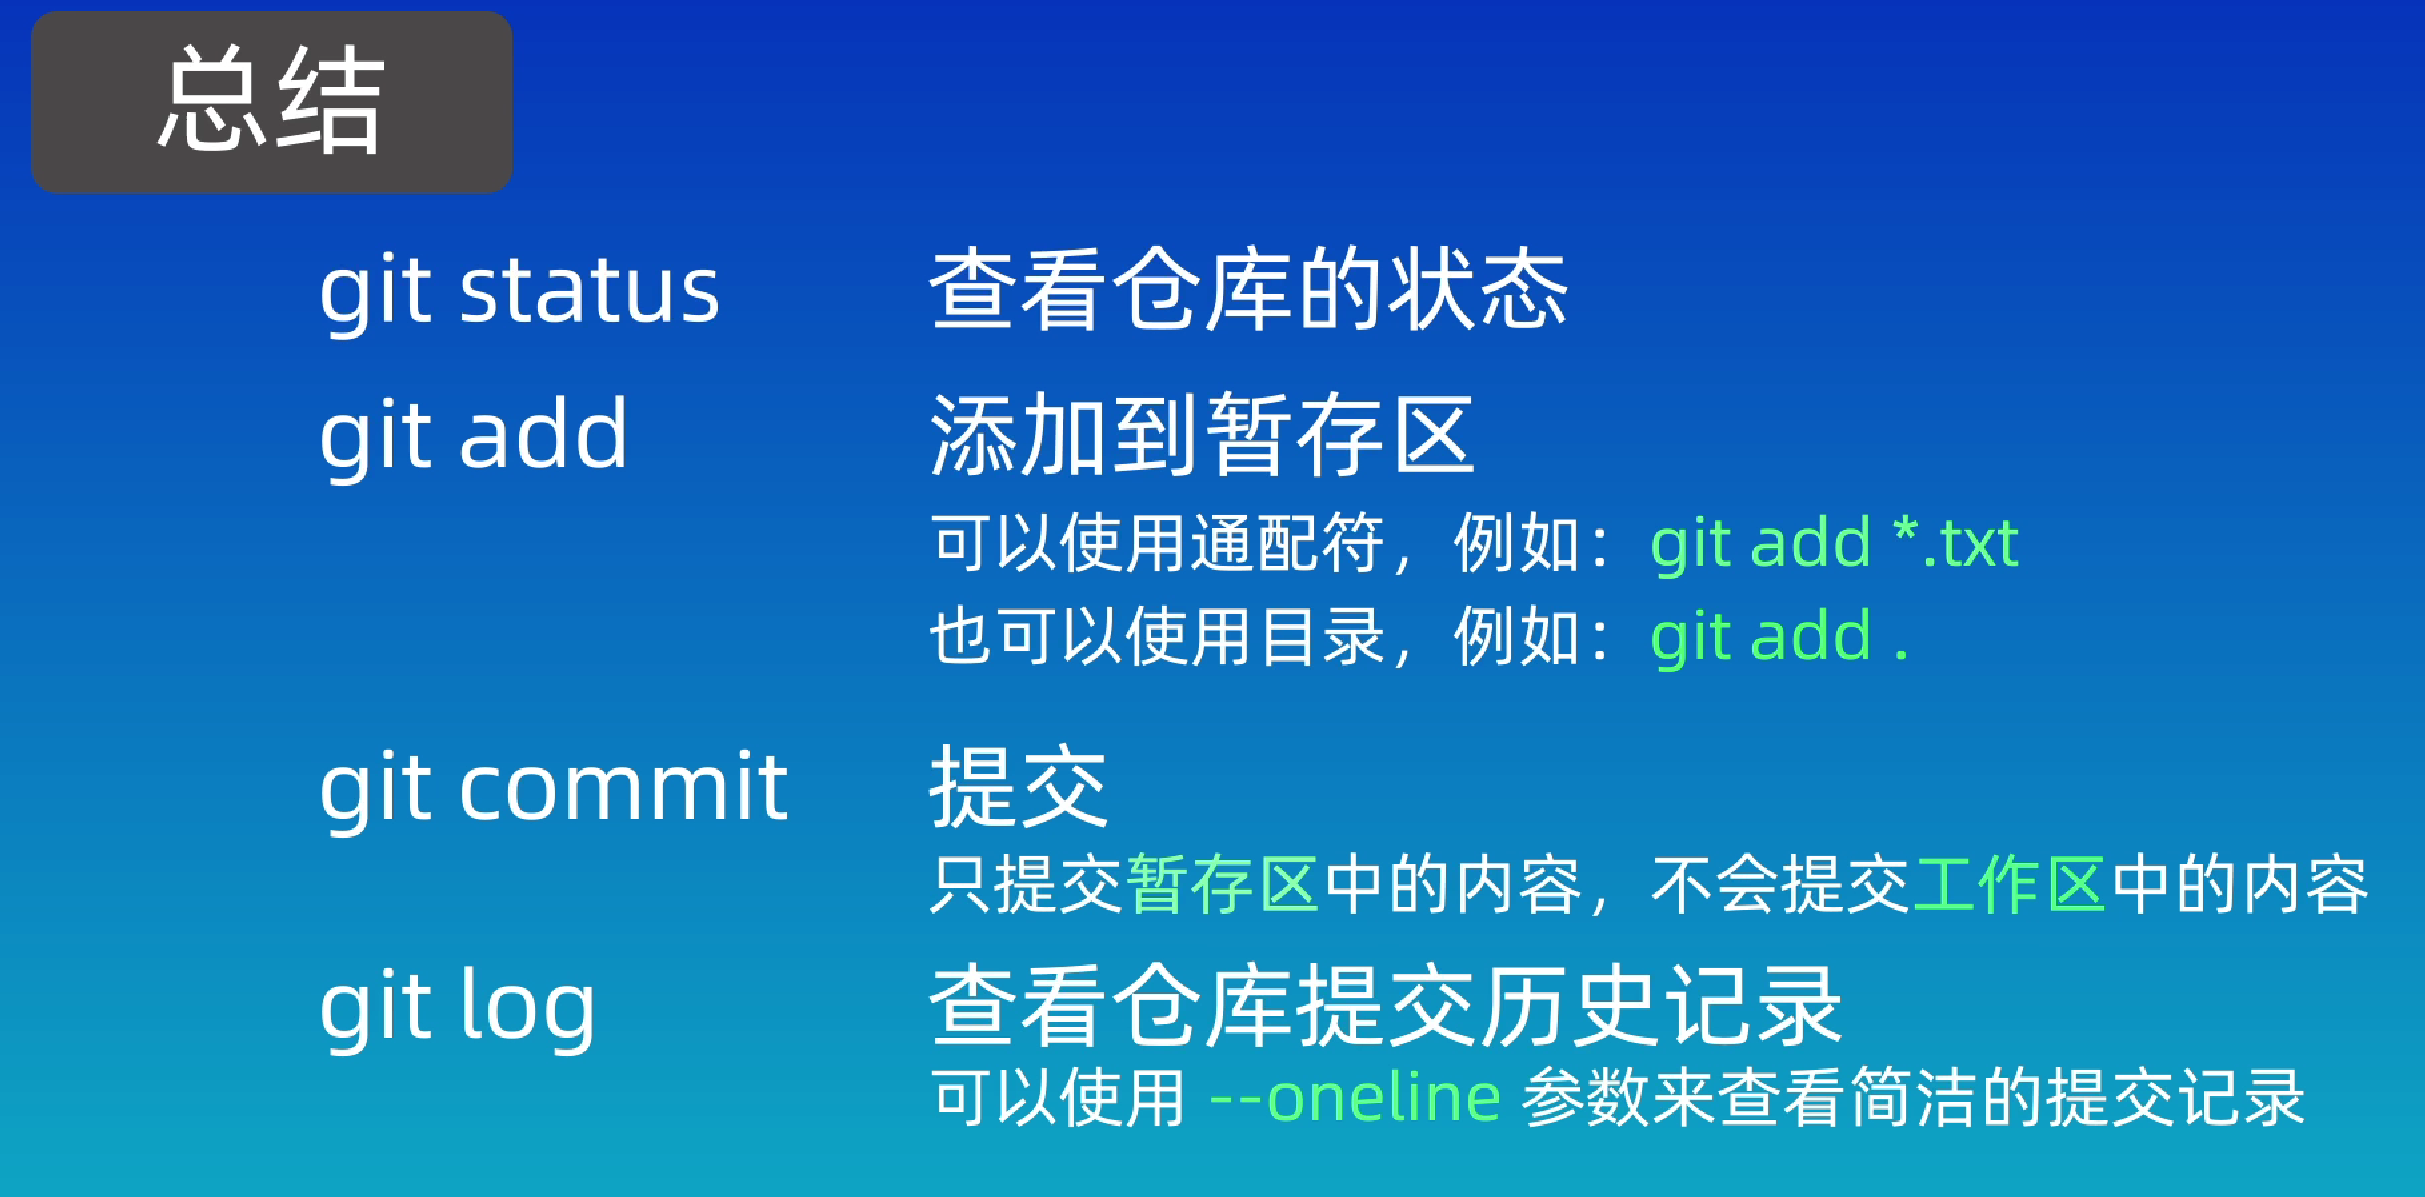 总结
git status 查看仓库的状态
git add 添加到暂存区
可以使用通配符，例如：git add *.txt
也可以使用目录，例如：git add .
git commit 提交
只提交暂存区中的内容，不会提交工作区中的内容
git log 查看仓库提交历史记录
可以使用 --oneline 参数来查看简洁的提交记录